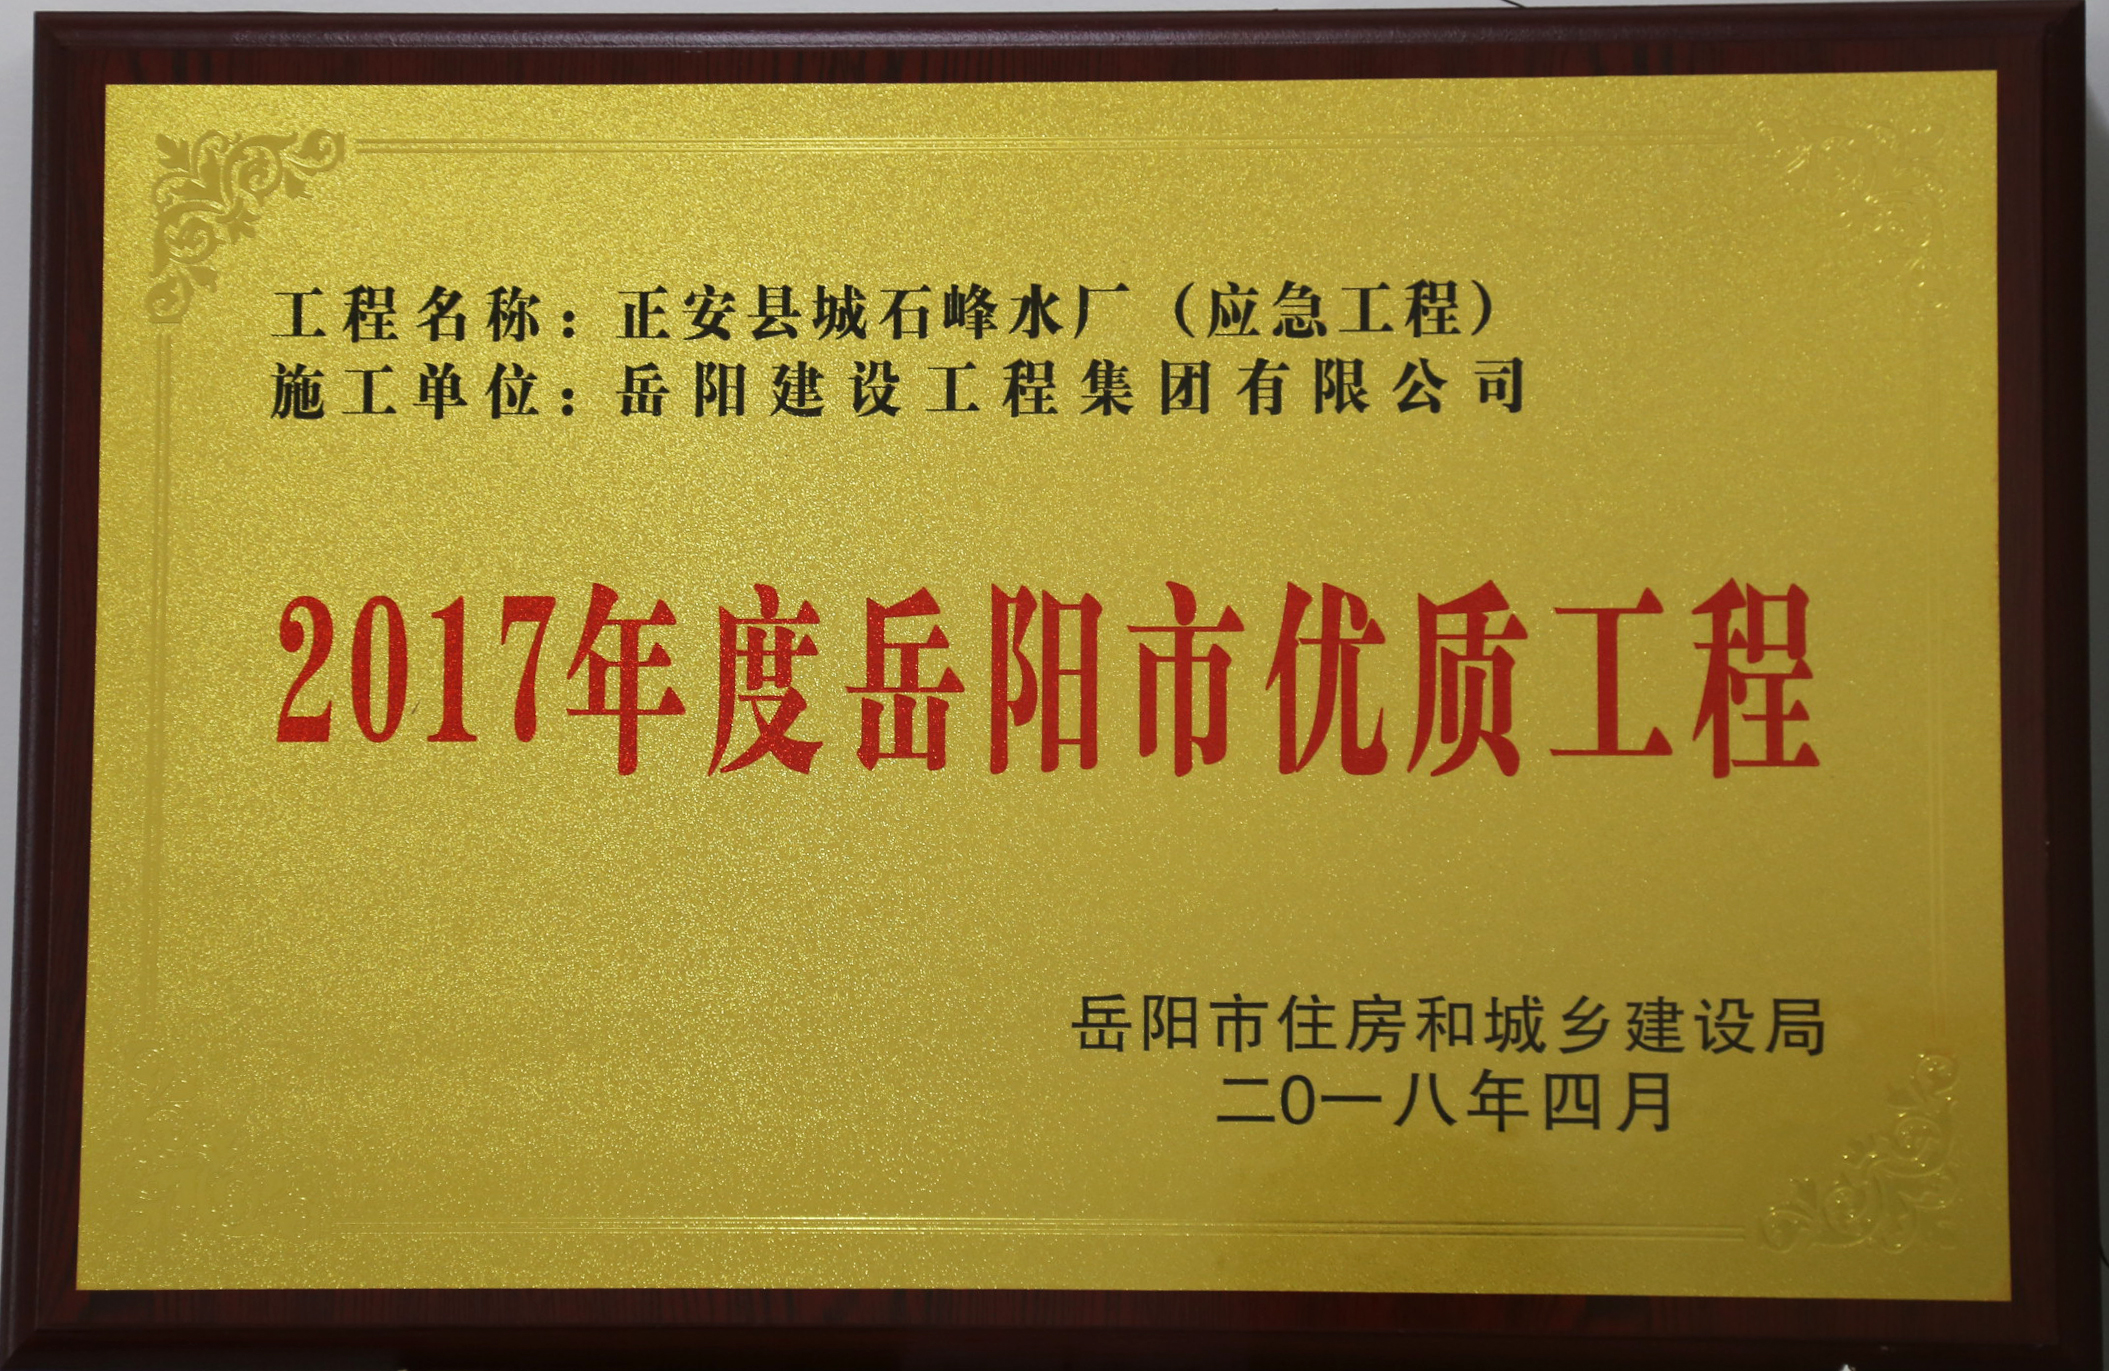 工程名称：正安县城石峰水厂（应急工程）
施工单位：岳阳建设工程集团有限公司
2017年度岳阳市优质工程
岳阳市住房和城乡建设局
二0一八年四月